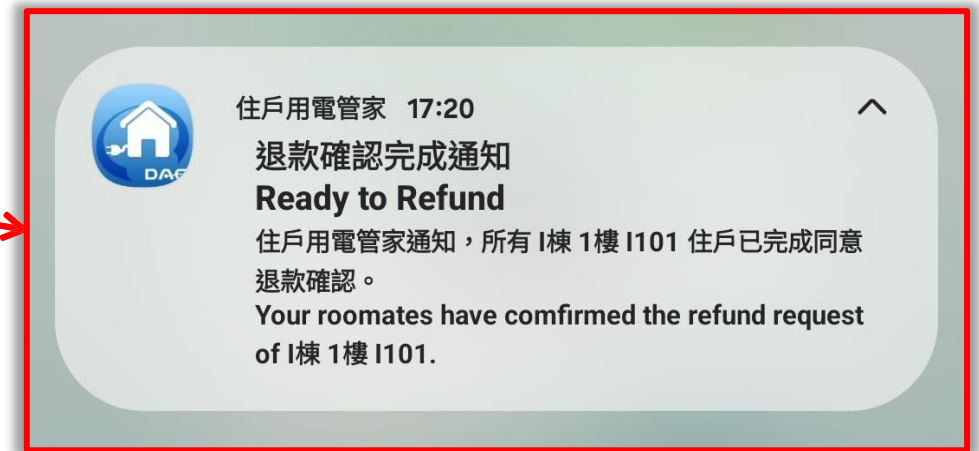 住戶用電管家 17:20
退款確認完成通知
Ready to Refund
住戶用電管家通知，所有 I棟 1樓 I101 住戶已完成同意
退款確認。
Your roomates have comfirmed the refund request
of I棟 1樓 I101.
DAE